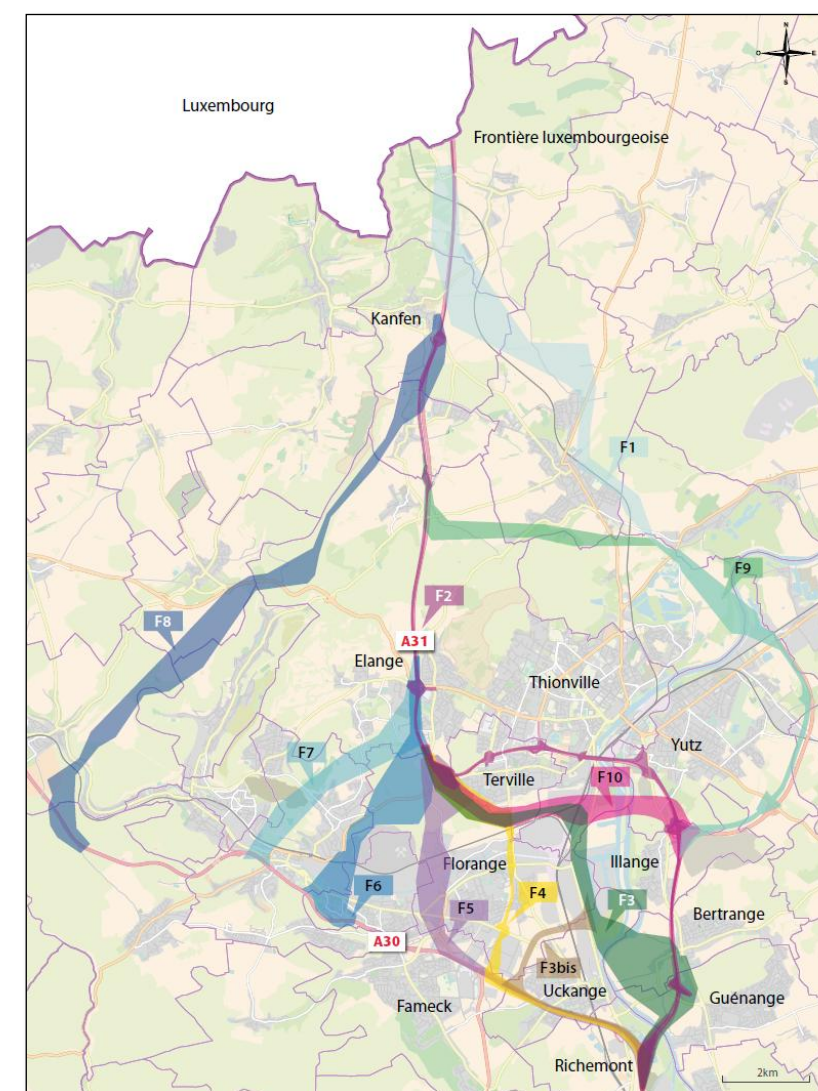 N
O
E
S
Luxembourg
Frontière luxembourgeoise
Kanfen
F1
F9
F2
F8
A31
Elange
Thionville
Yutz
F7
Terville
F10
Florange
Illange
F6
F4
F5
F3
Bertrange
A30
F3bis
Uckange
Guénange
Fameck
Richemont
2km